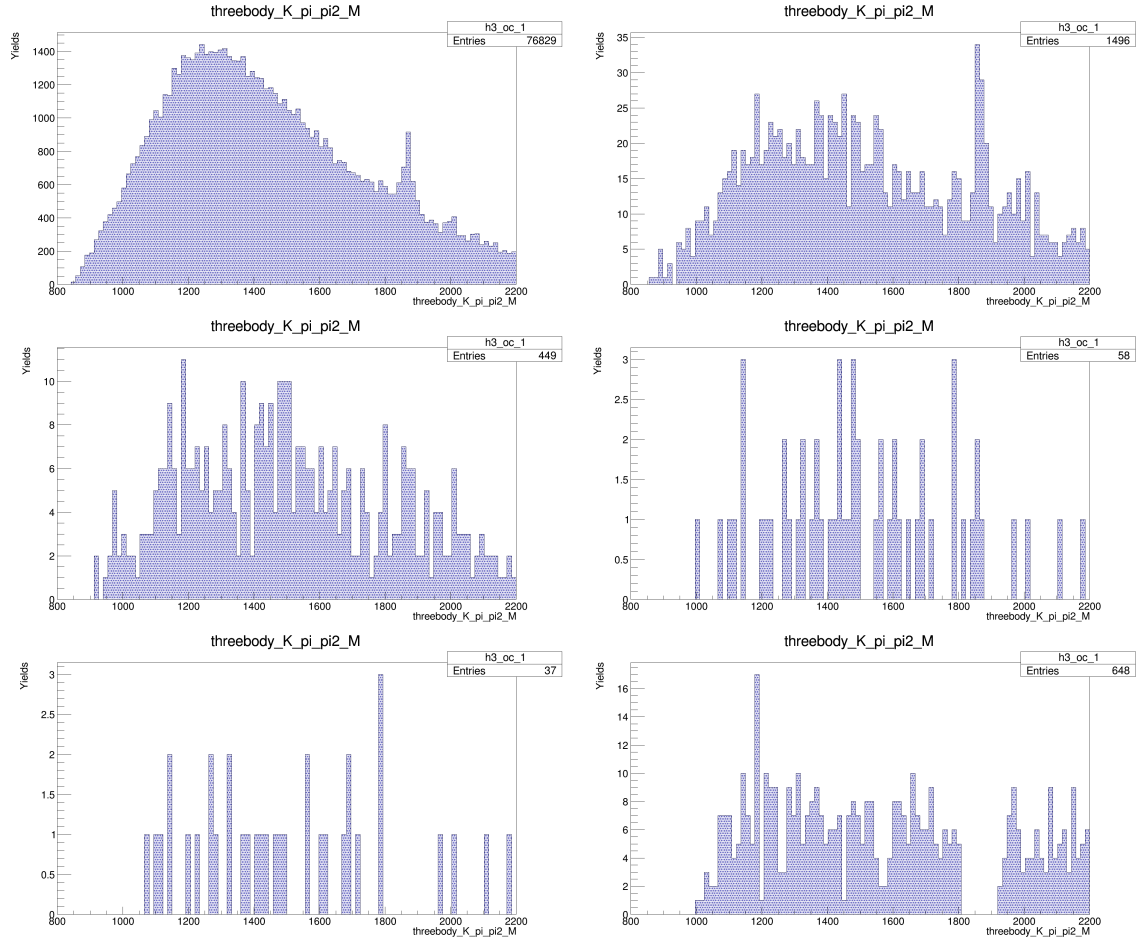 threebody_K_pi_pi2_M
h3_oc_1
Entries 76829
Yields
1400
1200
1000
800
600
400
200
0
800 1000 1200 1400 1600 1800 2000 2200
threebody_K_pi_pi2_M
threebody_K_pi_pi2_M
h3_oc_1
Entries 1496
Yields
35
30
25
20
15
10
5
0
800 1000 1200 1400 1600 1800 2000 2200
threebody_K_pi_pi2_M
threebody_K_pi_pi2_M
h3_oc_1
Entries 449
Yields
10
8
6
4
2
0
800 1000 1200 1400 1600 1800 2000 2200
threebody_K_pi_pi2_M
threebody_K_pi_pi2_M
h3_oc_1
Entries 58
Yields
3
2.5
2
1.5
1
0.5
0
800 1000 1200 1400 1600 1800 2000 2200
threebody_K_pi_pi2_M
threebody_K_pi_pi2_M
h3_oc_1
Entries 37
Yields
3
2.5
2
1.5
1
0.5
0
800 1000 1200 1400 1600 1800 2000 2200
threebody_K_pi_pi2_M
threebody_K_pi_pi2_M
h3_oc_1
Entries 648
Yields
16
14
12
10
8
6
4
2
0
800 1000 1200 1400 1600 1800 2000 2200
threebody_K_pi_pi2_M